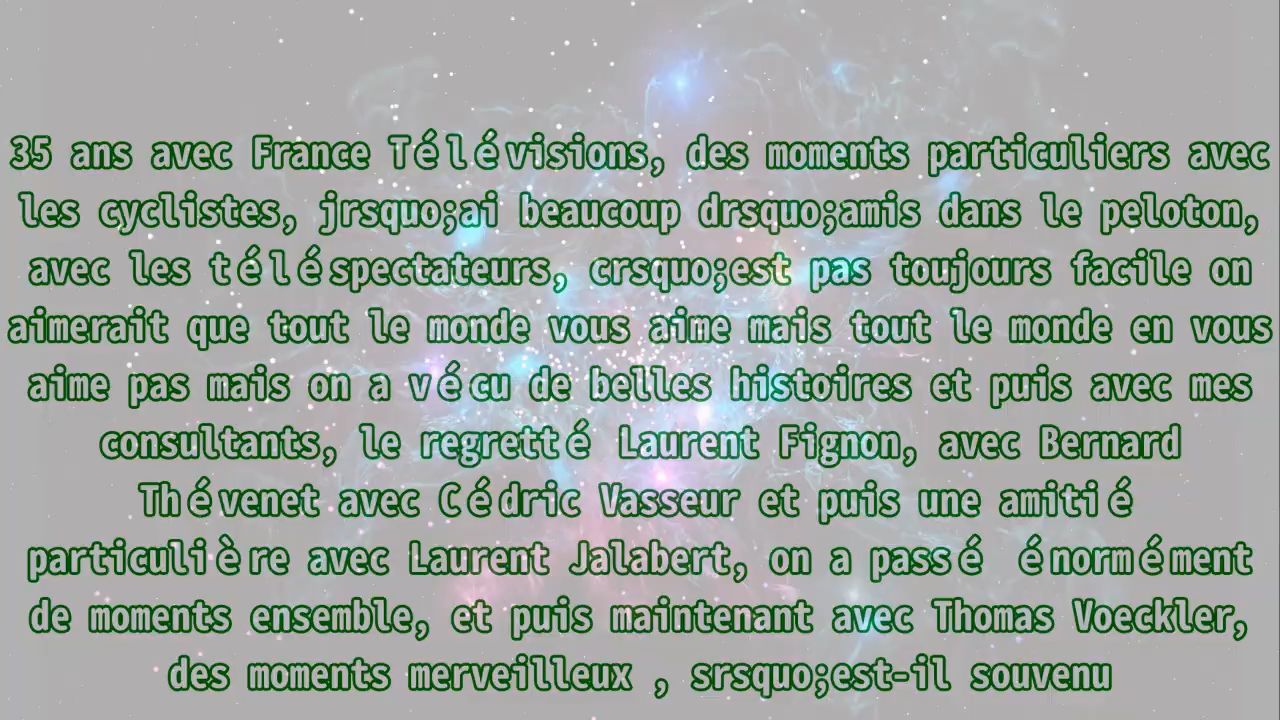 35 ans avec France Télévisions, des moments particuliers avec
les cyclistes, jrsquo;ai beaucoup drsquo;amis dans le peloton,
avec les téléspectateurs, crsquo;est pas toujours facile on
aimerait que tout le monde vous aime mais tout le monde en vous
aime pas mais on a vécu de belles histoires et puis avec mes
consultants, le regretté Laurent Fignon, avec Bernard
Thévenet avec Cédric Vasseur et puis une amitié
particulière avec Laurent Jalabert, on a passé énormément
de moments ensemble, et puis maintenant avec Thomas Voeckler,
des moments merveilleux , srsquo;est-il souvenu